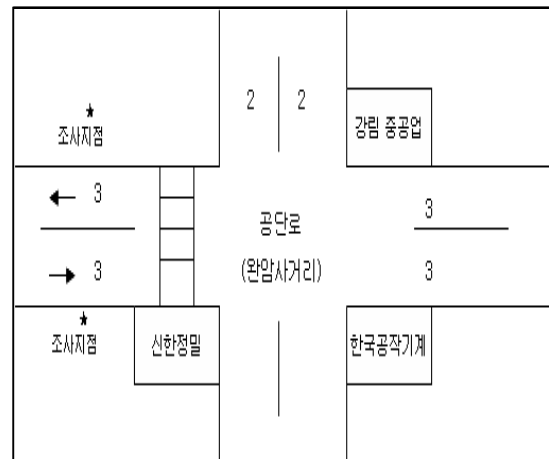 2 2
강림 중공업
★
조사지점
← 3
3
공단로
(완암사거리)
→ 3
3
★
조사지점
신한정밀
한국공작기계